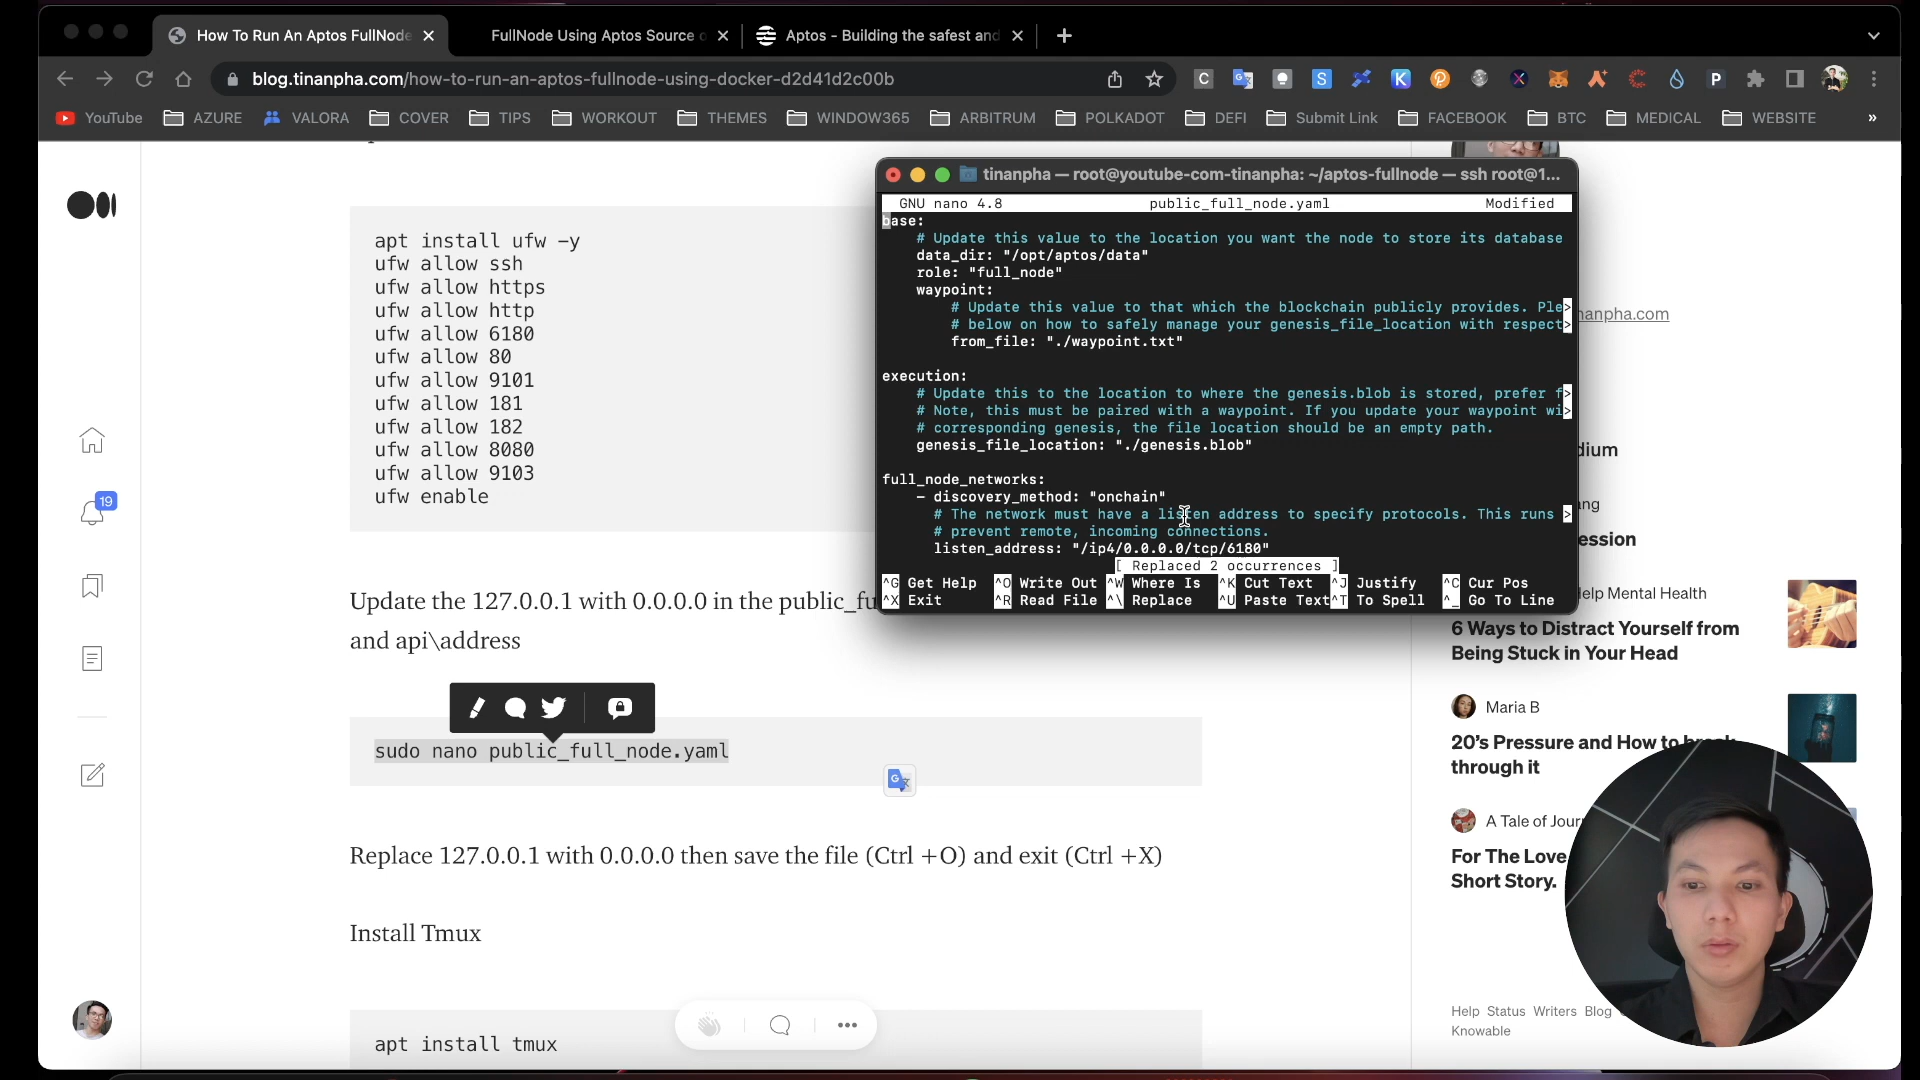 How To Run An Aptos FullNode
FullNode Using Aptos Source
Aptos - Building the safest and
blog.tinanpha.com/how-to-run-an-aptos-fullnode-using-docker-d2d41d2c00b
YouTube
AZURE
VALORA
COVER
TIPS
WORKOUT
THEMES
WINDOW365
ARBITRUM
POLKADOT
DEFI
Submit Link
FACEBOOK
BTC
MEDICAL
WEBSITE
»
19
apt install ufw -y
ufw allow ssh
ufw allow https
ufw allow http
ufw allow 6180
ufw allow 80
ufw allow 9101
ufw allow 181
ufw allow 182
ufw allow 8080
ufw allow 9103
ufw enable
Update the 127.0.0.1 with 0.0.0.0 in the public_fu
and api\address
sudo nano public_full_node.yaml
Replace 127.0.0.1 with 0.0.0.0 then save the file (Ctrl +O) and exit (Ctrl +X)
Install Tmux
apt install tmux
tinanpha — root@youtube-com-tinanpha: ~/aptos-fullnode — ssh root@1...
GNU nano 4.8 public_full_node.yaml Modified
base:
# Update this value to the location you want the node to store its database
data_dir: "/opt/aptos/data"
role: "full_node"
waypoint:
# Update this value to that which the blockchain publicly provides. Ple>
# below on how to safely manage your genesis_file_location with respect>
from_file: "./waypoint.txt"
execution:
# Update this to the location to where the genesis.blob is stored, prefer f>
# Note, this must be paired with a waypoint. If you update your waypoint wi>
# corresponding genesis, the file location should be an empty path.
genesis_file_location: "./genesis.blob"
full_node_networks:
- discovery_method: "onchain"
# The network must have a listen address to specify protocols. This runs >
# prevent remote, incoming connections.
listen_address: "/ip4/0.0.0.0/tcp/6180"
[ Replaced 2 occurrences ]
^G Get Help ^O Write Out ^W Where Is ^K Cut Text ^J Justify ^C Cur Pos
^X Exit ^R Read File ^\ Replace ^U Paste Text ^T To Spell ^_ Go To Line
nanpha.com
dium
ng
ession
Help Mental Health
6 Ways to Distract Yourself from
Being Stuck in Your Head
Maria B
20's Pressure and How to break
through it
A Tale of Jour
For The Love
Short Story.
Help Status Writers Blog
Knowable